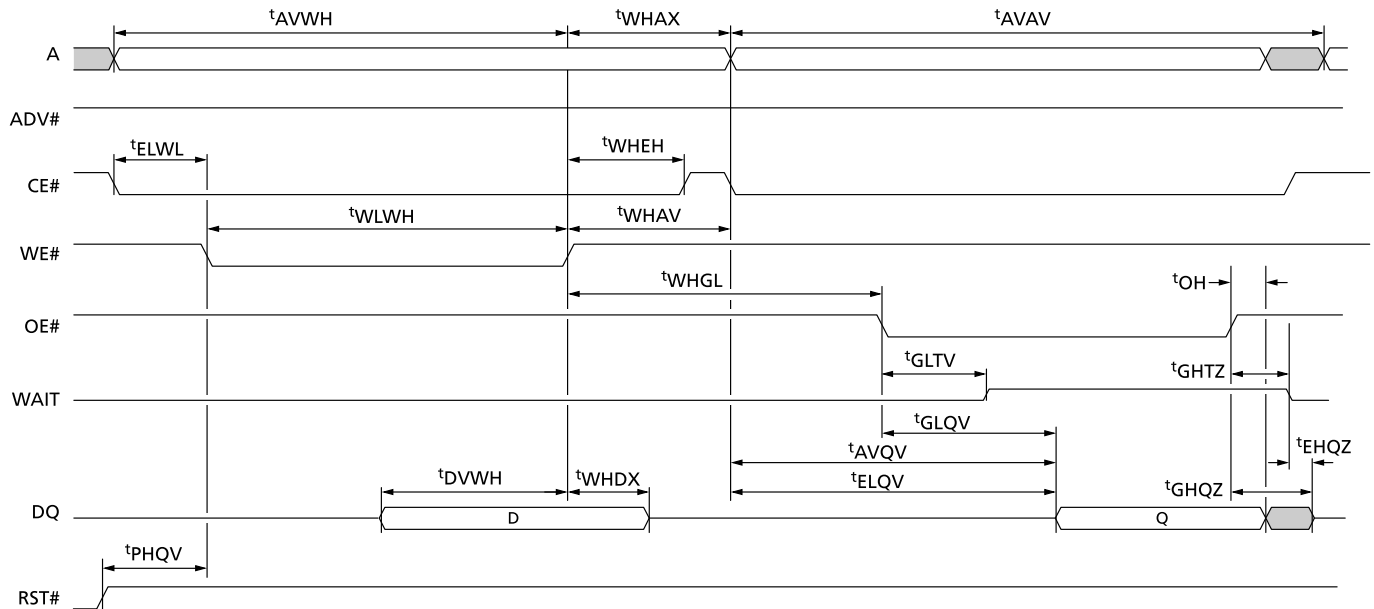 tAVWH tWHAX tAVAV
A
ADV#
tELWL tWHEH
CE#
tWLWH tWHAV
WE#
tWHGL tOH
OE#
tGLTV tGHTZ
WAIT
tGLQV
tAVQV tEHQZ
tDVWH tWHDX tELQV tGHQZ
DQ D Q
tPHQV
RST#